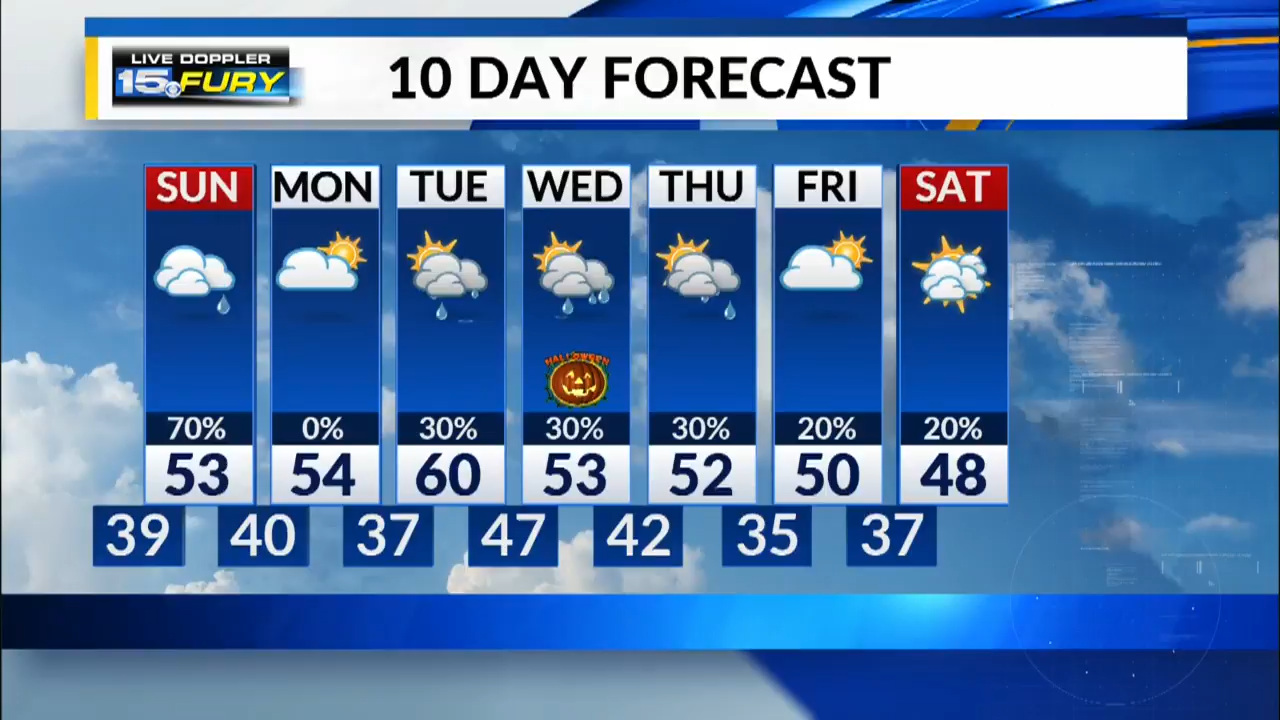 LIVE DOPPLER
15 FURY
10 DAY FORECAST
SUN MON TUE WED THU FRI SAT
HALLOWEEN
70% 0% 30% 30% 30% 20% 20%
53 54 60 53 52 50 48
39 40 37 47 42 35 37